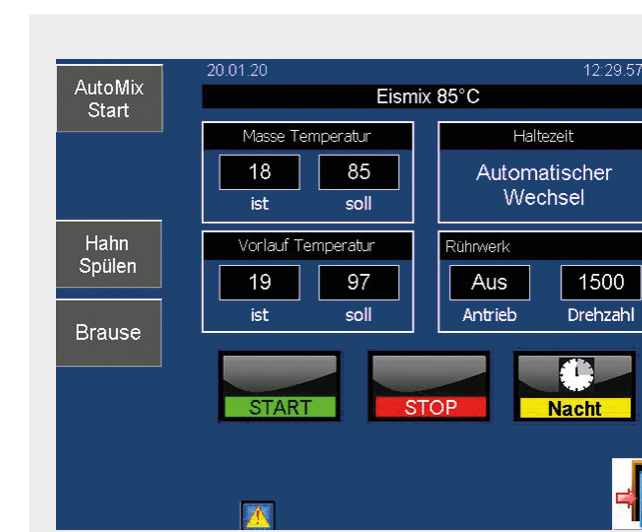 20.01.20
12:29.57
AutoMix
Start
Eismix 85°C
Masse Temperatur
18
85
ist
soll
Haltezeit
Automatischer
Wechsel
Hahn
Spülen
Vorlauf Temperatur
19
97
ist
soll
Rührwerk
Aus
1500
Antrieb
Drehzahl
Brause
START
STOP
Nacht